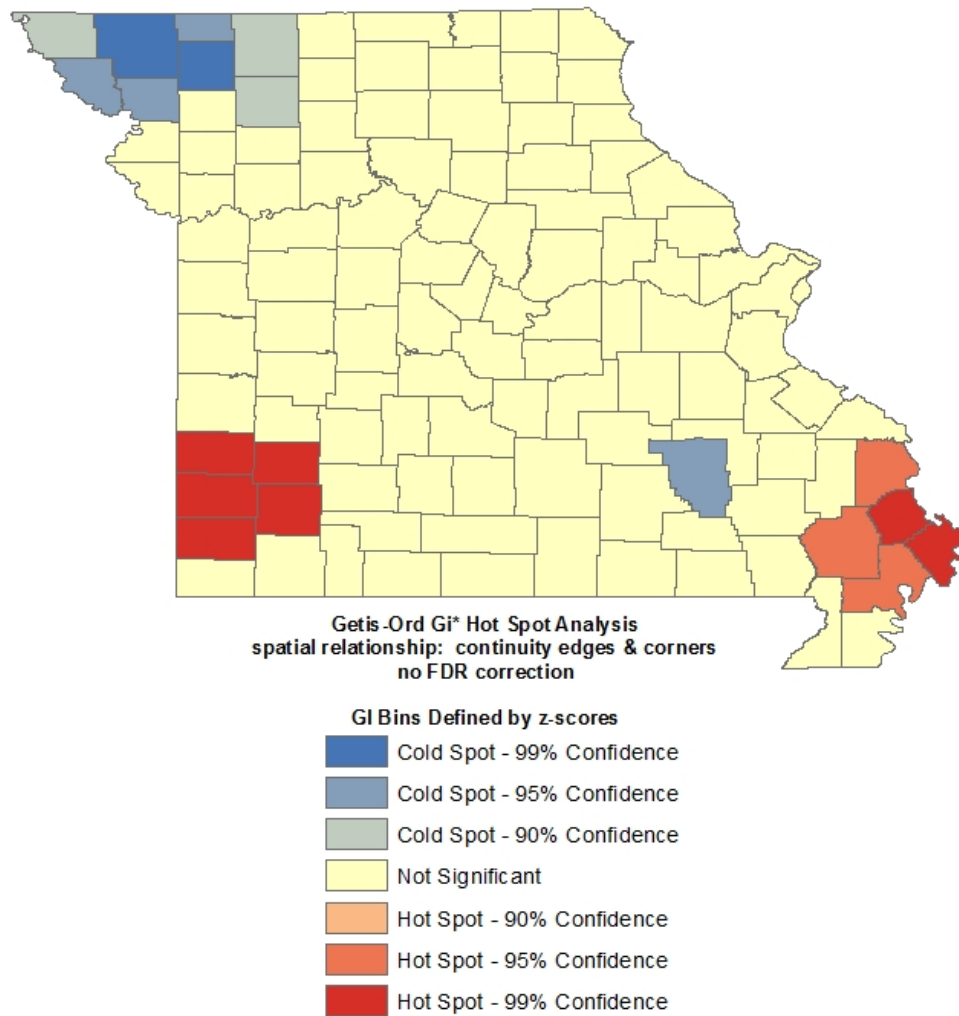 Getis-Ord Gi* Hot Spot Analysis
spatial relationship: continuity edges & corners
no FDR correction
GI Bins Defined by z-scores
Cold Spot - 99% Confidence
Cold Spot - 95% Confidence
Cold Spot - 90% Confidence
Not Significant
Hot Spot - 90% Confidence
Hot Spot - 95% Confidence
Hot Spot - 99% Confidence